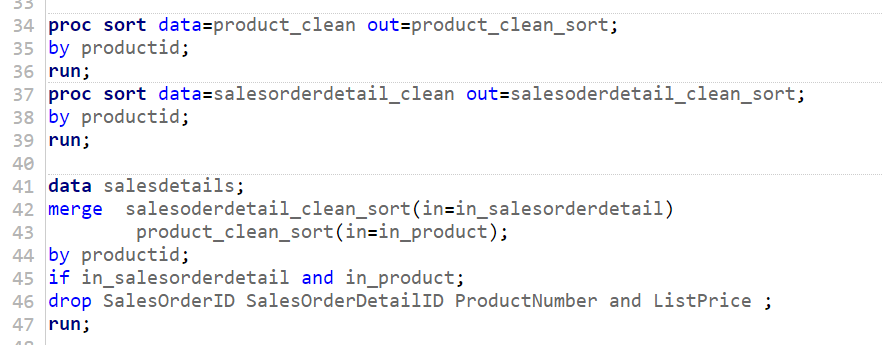 33
34 proc sort data=product_clean out=product_clean_sort;
35 by productid;
36 run;
37 proc sort data=salesorderdetail_clean out=salesoderdetail_clean_sort;
38 by productid;
39 run;
40
41 data salesdetails;
42 merge  salesoderdetail_clean_sort(in=in_salesorderdetail)
43         product_clean_sort(in=in_product);
44 by productid;
45 if in_salesorderdetail and in_product;
46 drop SalesOrderID SalesOrderDetailID ProductNumber and ListPrice ;
47 run;